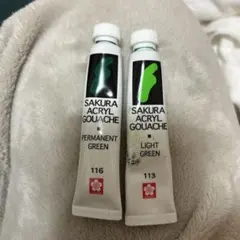 SAKURA
ACRYL
GOUACHE
PERMANENT
GREEN
116
SAKURA
ACRYL
GOUACHE
LIGHT
GREEN
113